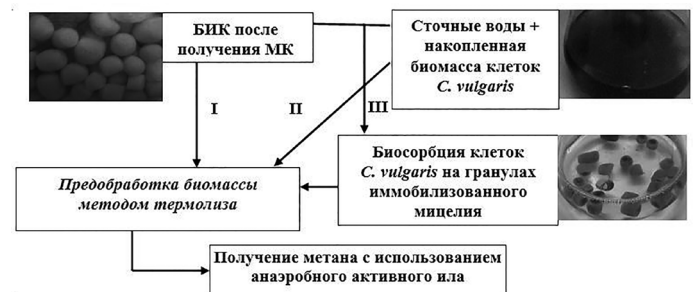 БИК после
получения МК
Сточные воды +
накопленная
биомасса клеток
C. vulgaris
I
II
III
Предобработка биомассы
методом термолиза
Биосорбция клеток
C. vulgaris на гранулах
иммобилизованного
мицелия
Получение метана с использованием
анаэробного активного ила